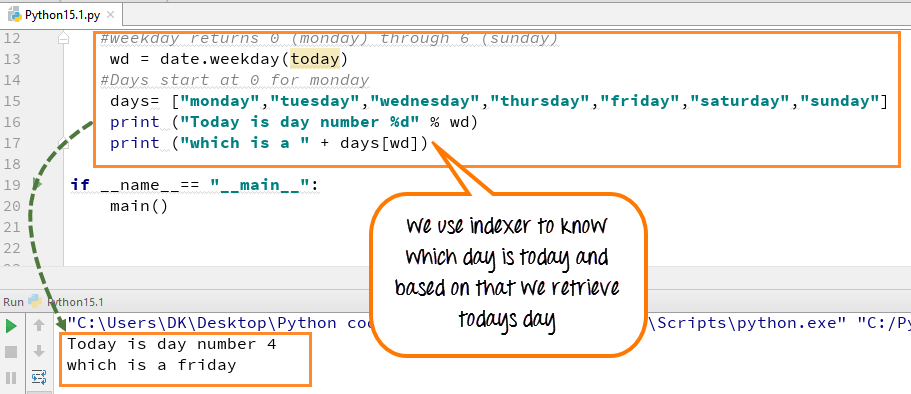 Python15.1.py ×
12 #weekday returns 0 (monday) through 6 (sunday)
13 wd = date.weekday(today)
14 #Days start at 0 for monday
15 days= ["monday","tuesday","wednesday","thursday","friday","saturday","sunday"]
16 print ("Today is day number %d" % wd)
17 print ("which is a " + days[wd])
18
19 if __name__== "__main__":
20 main()
21
22
We use indexer to know
which day is today and
based on that we retrieve
todays day
Run Python15.1
"C:\Users\DK\Desktop\Python co \Scripts\python.exe" "C:/Py
Today is day number 4
which is a friday